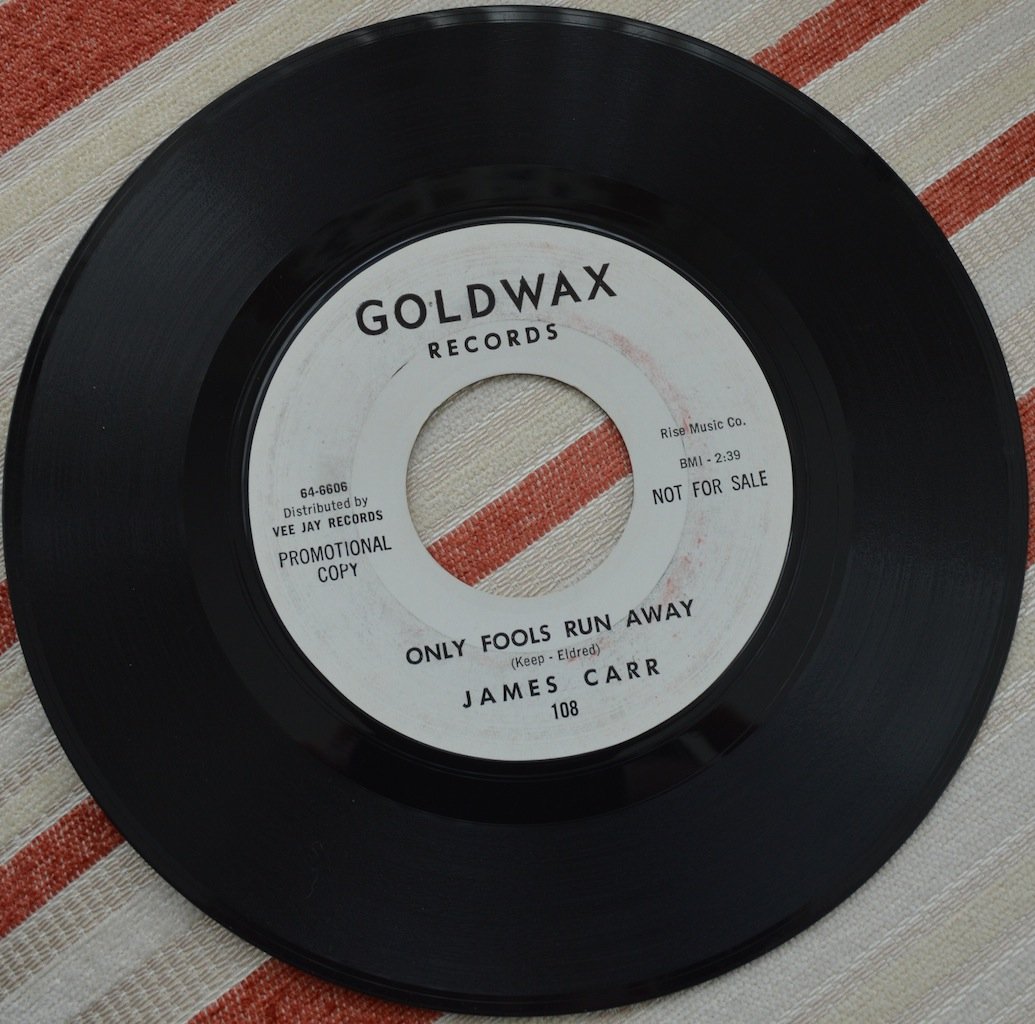 GOLDWAX
RECORDS
64-6606
Distributed by
VEE JAY RECORDS
PROMOTIONAL
COPY
Rise Music Co.
BMI - 2:39
NOT FOR SALE
ONLY FOOLS RUN AWAY
(Keep - Eldred)
JAMES CARR
108